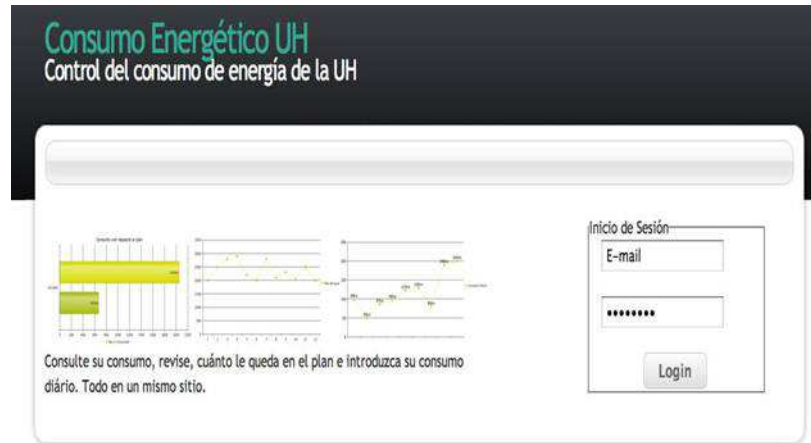 Consumo Energético UH
Control del consumo de energía de la UH
Inicio de Sesión
E-mail
••••••••
Login
Consulte su consumo, revise, cuánto le queda en el plan e introduzca su consumo
diário. Todo en un mismo sitio.